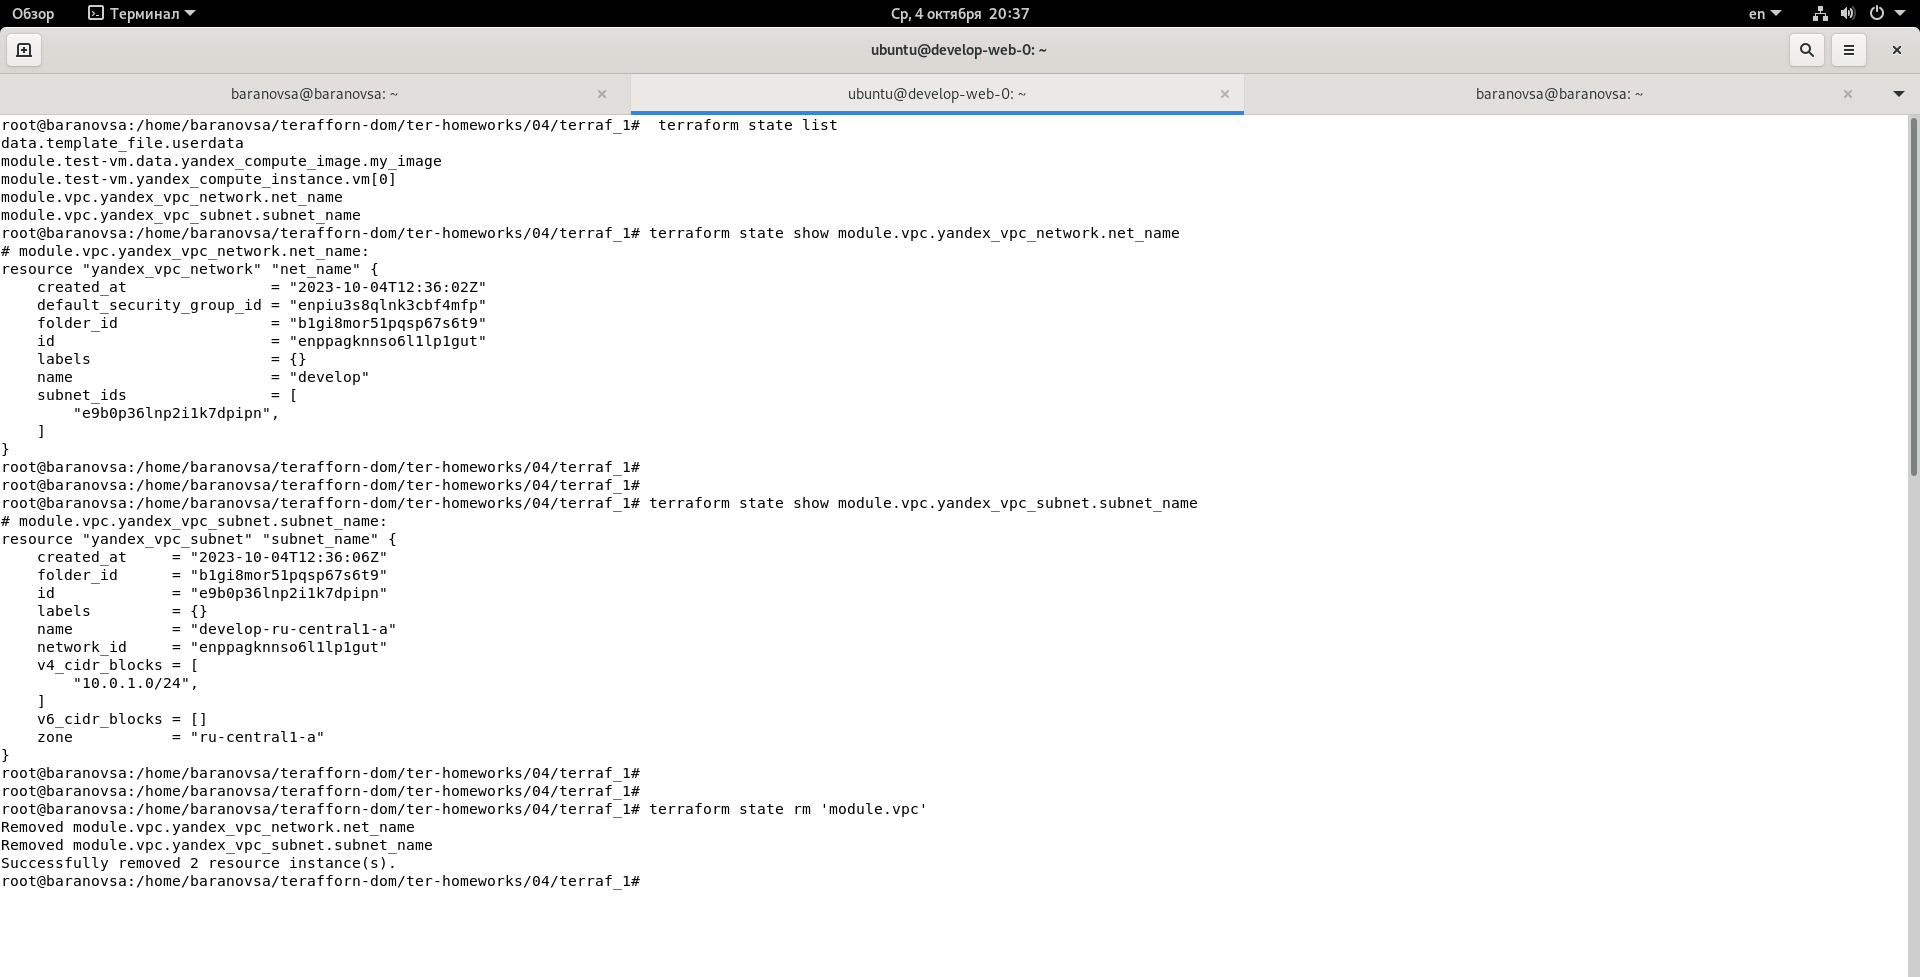 Обзор Терминал Ср, 4 октября 20:37 en
ubuntu@develop-web-0: ~
baranovsa@baranovsa: ~ ubuntu@develop-web-0: ~ baranovsa@baranovsa: ~
root@baranovsa:/home/baranovsa/terafforn-dom/ter-homeworks/04/terraf_1#  terraform state list
data.template_file.userdata
module.test-vm.data.yandex_compute_image.my_image
module.test-vm.yandex_compute_instance.vm[0]
module.vpc.yandex_vpc_network.net_name
module.vpc.yandex_vpc_subnet.subnet_name
root@baranovsa:/home/baranovsa/terafforn-dom/ter-homeworks/04/terraf_1# terraform state show module.vpc.yandex_vpc_network.net_name
# module.vpc.yandex_vpc_network.net_name:
resource "yandex_vpc_network" "net_name" {
    created_at                = "2023-10-04T12:36:02Z"
    default_security_group_id = "enpiu3s8qlnk3cbf4mfp"
    folder_id                 = "b1gi8mor51pqsp67s6t9"
    id                        = "enppagknnso6l1lp1gut"
    labels                    = {}
    name                      = "develop"
    subnet_ids                = [
        "e9b0p36lnp2i1k7dpipn",
    ]
}
root@baranovsa:/home/baranovsa/terafforn-dom/ter-homeworks/04/terraf_1#
root@baranovsa:/home/baranovsa/terafforn-dom/ter-homeworks/04/terraf_1#
root@baranovsa:/home/baranovsa/terafforn-dom/ter-homeworks/04/terraf_1# terraform state show module.vpc.yandex_vpc_subnet.subnet_name
# module.vpc.yandex_vpc_subnet.subnet_name:
resource "yandex_vpc_subnet" "subnet_name" {
    created_at     = "2023-10-04T12:36:06Z"
    folder_id      = "b1gi8mor51pqsp67s6t9"
    id             = "e9b0p36lnp2i1k7dpipn"
    labels         = {}
    name           = "develop-ru-central1-a"
    network_id     = "enppagknnso6l1lp1gut"
    v4_cidr_blocks = [
        "10.0.1.0/24",
    ]
    v6_cidr_blocks = []
    zone           = "ru-central1-a"
}
root@baranovsa:/home/baranovsa/terafforn-dom/ter-homeworks/04/terraf_1#
root@baranovsa:/home/baranovsa/terafforn-dom/ter-homeworks/04/terraf_1#
root@baranovsa:/home/baranovsa/terafforn-dom/ter-homeworks/04/terraf_1# terraform state rm 'module.vpc'
Removed module.vpc.yandex_vpc_network.net_name
Removed module.vpc.yandex_vpc_subnet.subnet_name
Successfully removed 2 resource instance(s).
root@baranovsa:/home/baranovsa/terafforn-dom/ter-homeworks/04/terraf_1#